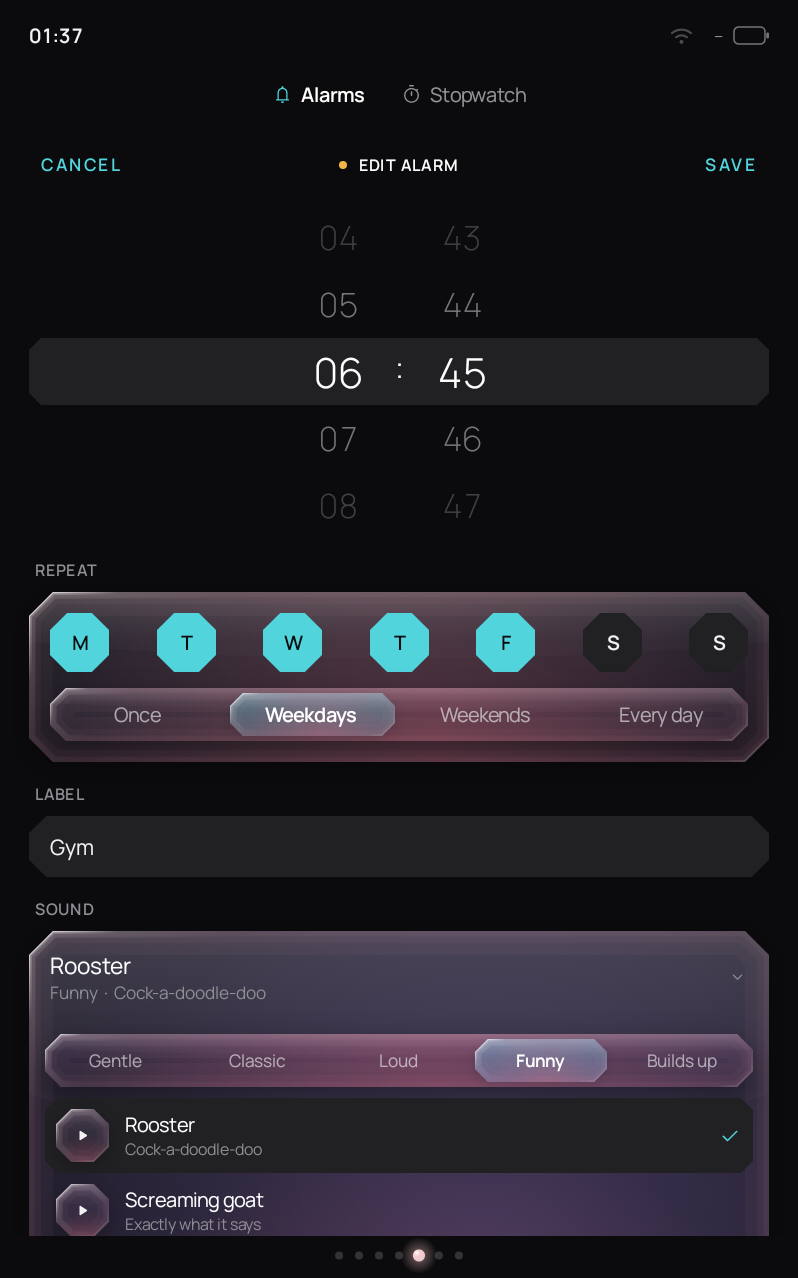 01:37
Alarms Stopwatch
CANCEL EDIT ALARM SAVE
04 43
05 44
06 : 45
07 46
08 47
REPEAT
M T W T F S S
Once Weekdays Weekends Every day
LABEL
Gym
SOUND
Rooster
Funny · Cock-a-doodle-doo
Gentle Classic Loud Funny Builds up
Rooster
Cock-a-doodle-doo
Screaming goat
Exactly what it says